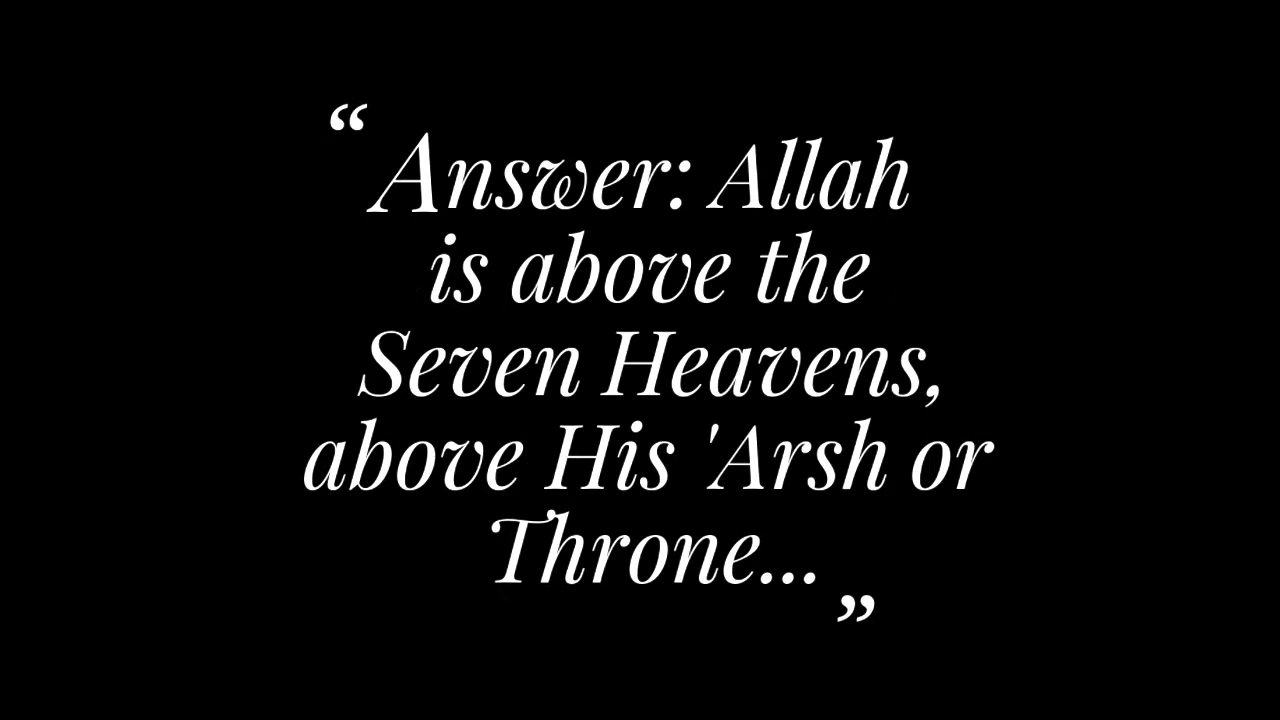 “Answer: Allah
is above the
Seven Heavens,
above His 'Arsh or
Throne...”